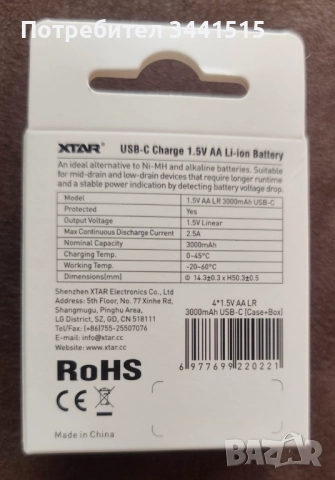 Потребител 3441515
XTAR® USB-C Charge 1.5V AA Li-ion Battery
An ideal alternative to Ni-MH and alkaline batteries. Suitable
for mid-drain and low-drain devices that require longer runtime
and a stable power indication by detecting battery voltage drop.
Model 1.5V AA LR 3000mAh USB-C
Protected Yes
Output Voltage 1.5V Linear
Max Continuous Discharge Current 2.5A
Nominal Capacity 3000mAh
Charging Temp. 0~45°C
Working Temp. -20~60°C
Dimensions(mm) Φ 14.3±0.3 x H50.3±0.5
Shenzhen XTAR Electronics Co., Ltd
Address: 5th Floor, No. 77 Xinhe Rd,
Shangmugu, Pinghu Area,
LG District, SZ, GD, 518111
Tel/Fax: (+86)755-25507076
E-mail: info@xtar.cc
http://xtar.cc
4*1.5V AA LR
3000mAh USB-C [Case+Box]
6 977699 220221
RoHS
CE
Made in China
BAZAR